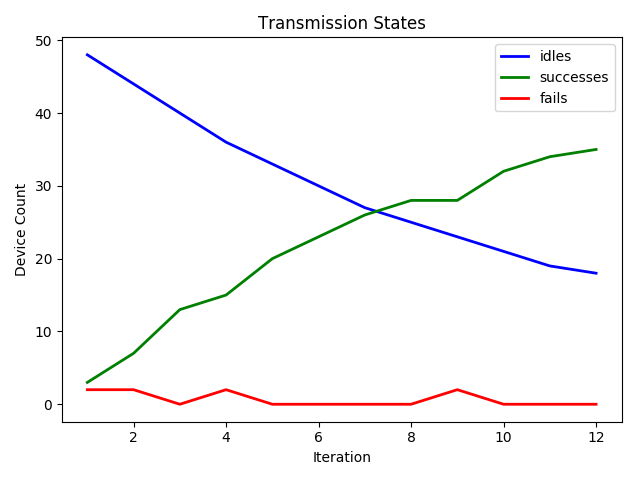 Transmission States
idles
successes
fails
Device Count
50
40
30
20
10
0
2 4 6 8 10 12
Iteration